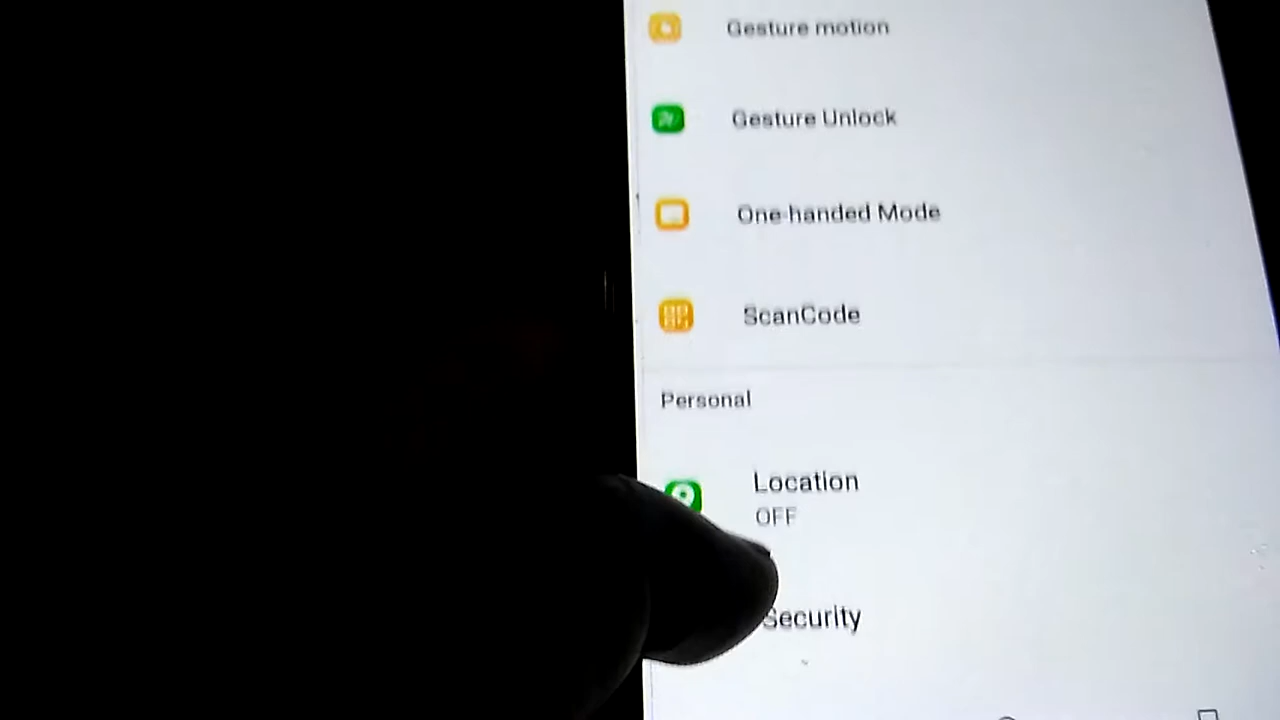 Gesture motion
Gesture Unlock
One-handed Mode
ScanCode
Personal
Location
OFF
Security